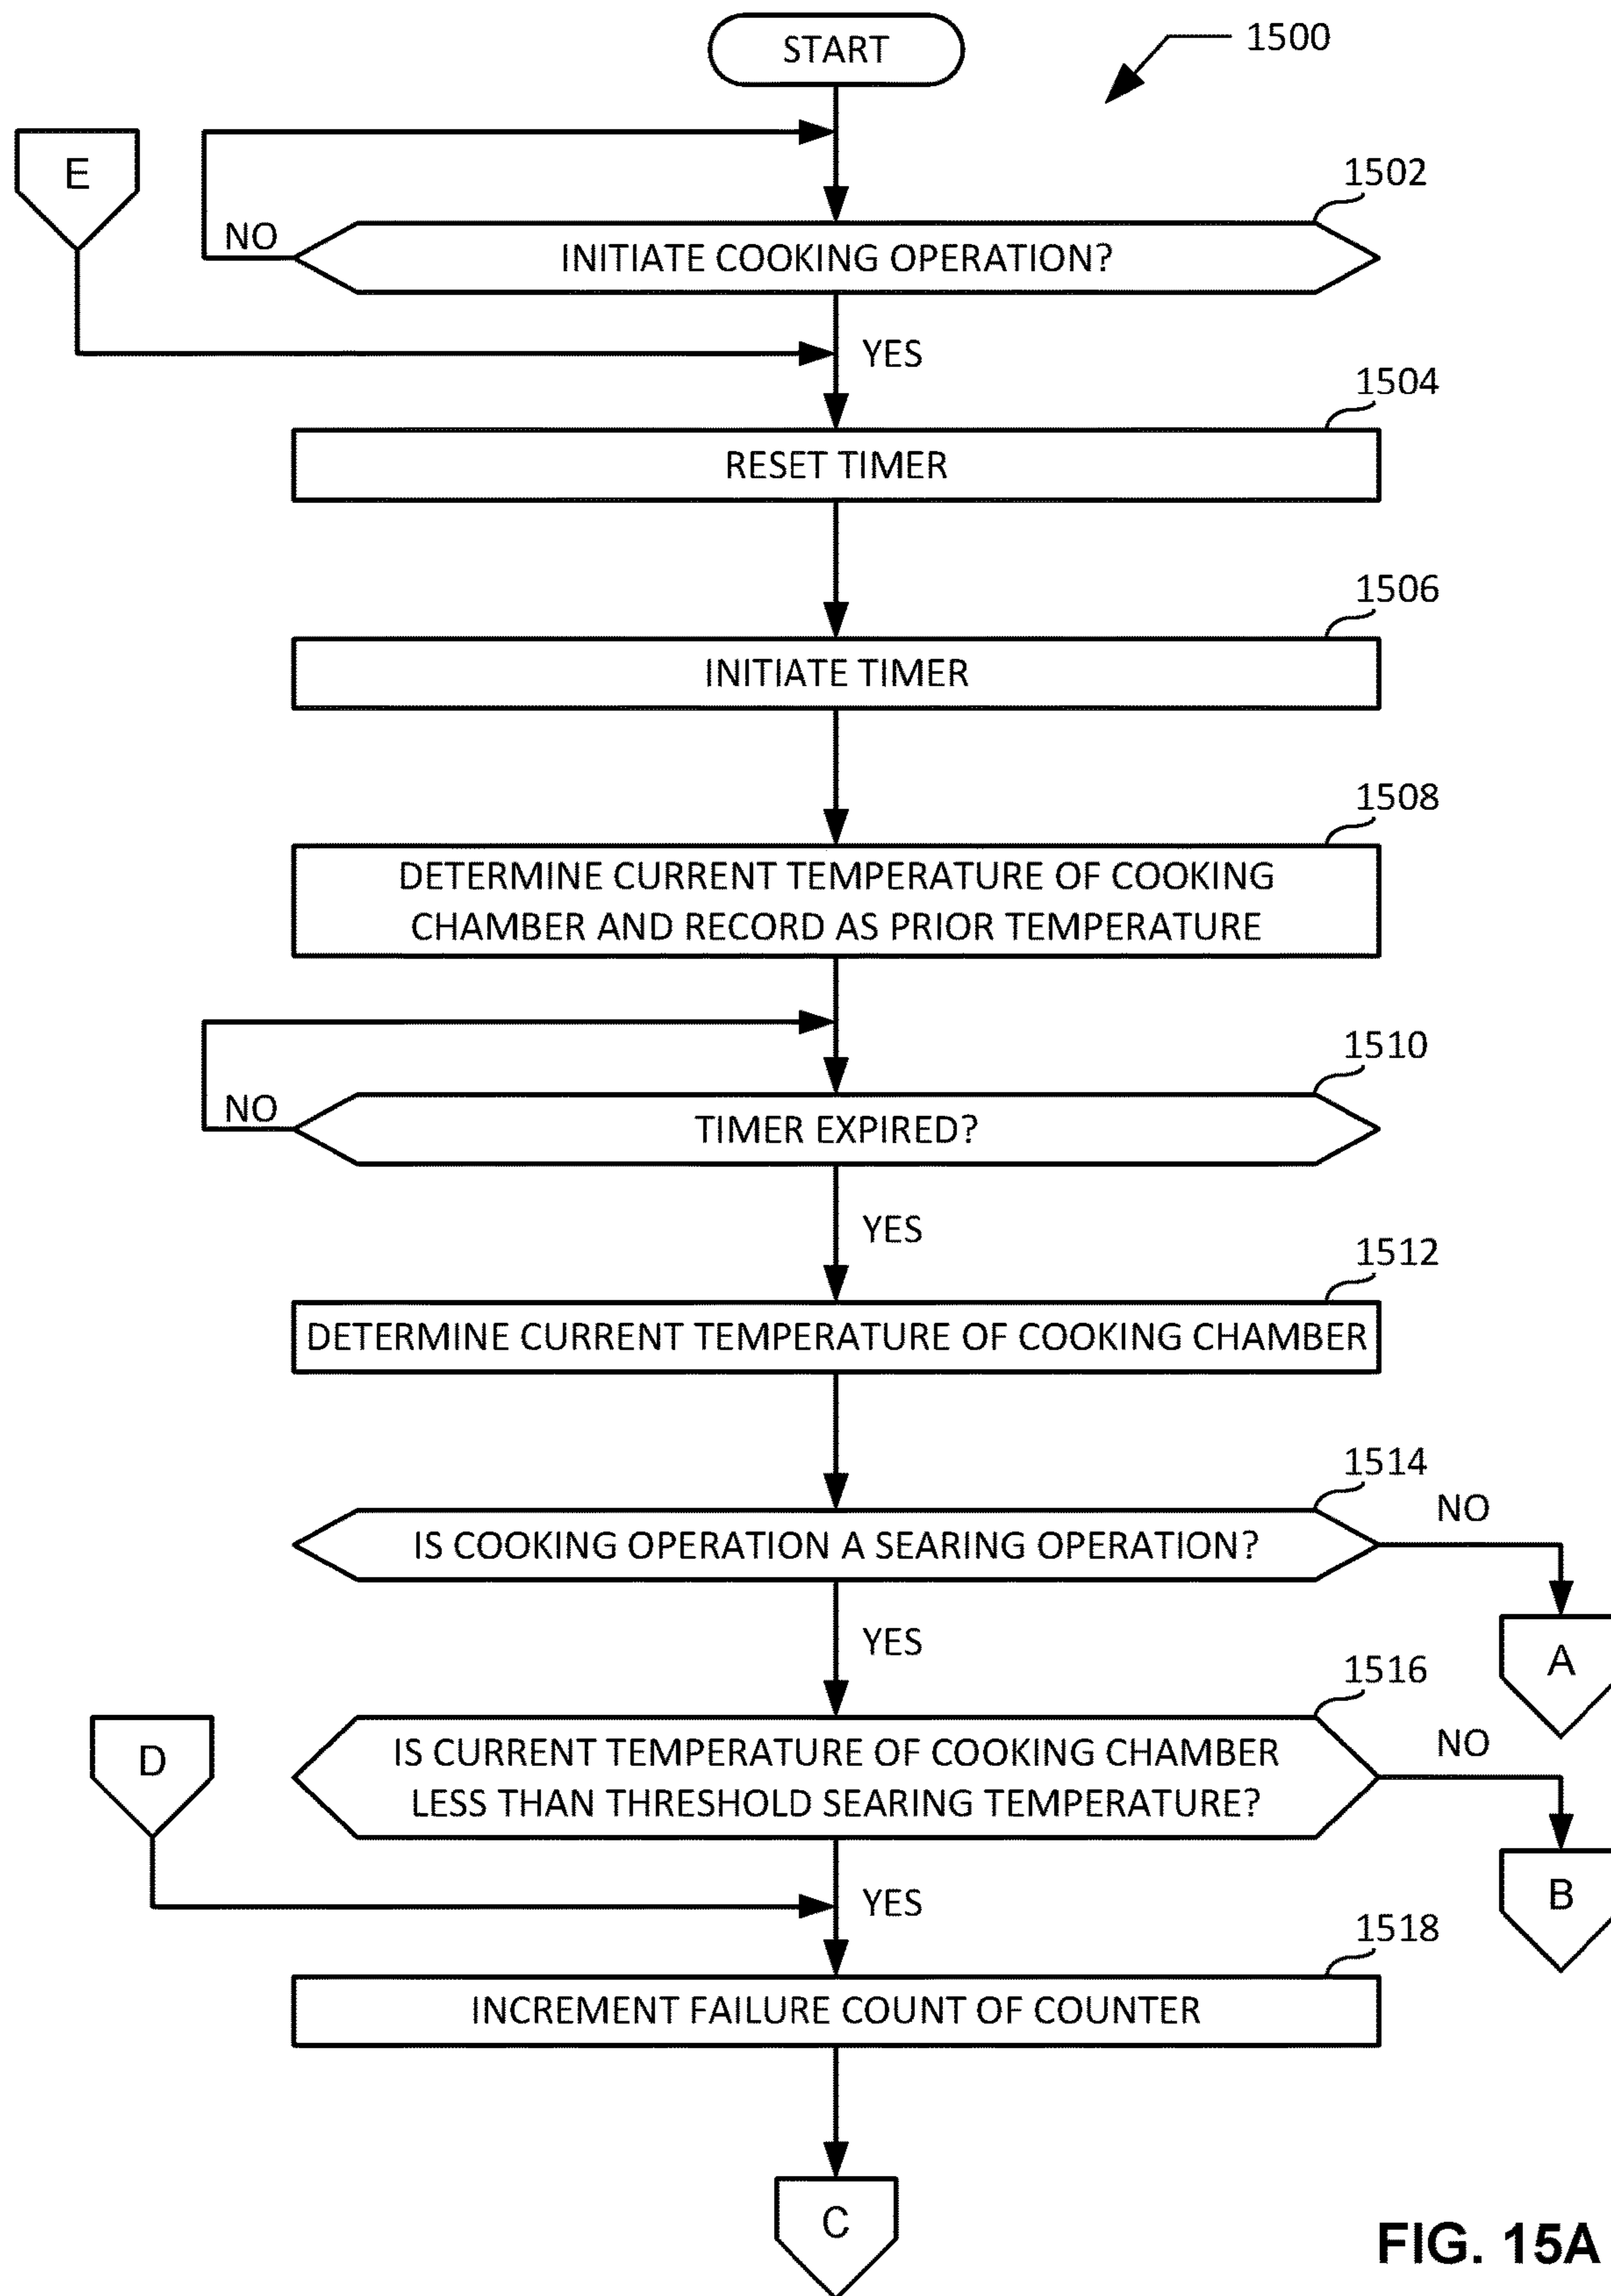 START
1500
E
1502
NO
INITIATE COOKING OPERATION?
YES
1504
RESET TIMER
1506
INITIATE TIMER
1508
DETERMINE CURRENT TEMPERATURE OF COOKING
CHAMBER AND RECORD AS PRIOR TEMPERATURE
1510
NO
TIMER EXPIRED?
YES
1512
DETERMINE CURRENT TEMPERATURE OF COOKING CHAMBER
1514
NO
IS COOKING OPERATION A SEARING OPERATION?
YES
A
1516
D
NO
IS CURRENT TEMPERATURE OF COOKING CHAMBER
LESS THAN THRESHOLD SEARING TEMPERATURE?
YES
B
1518
INCREMENT FAILURE COUNT OF COUNTER
C
FIG. 15A